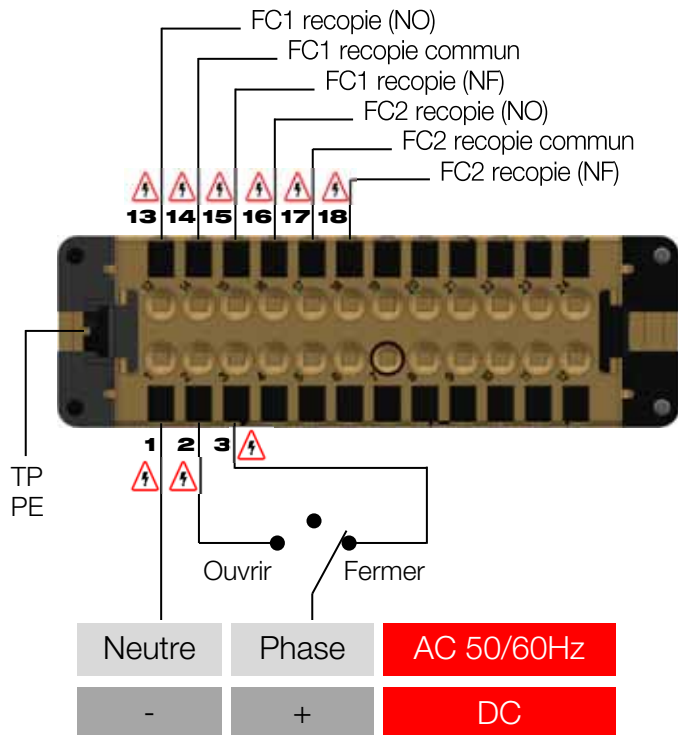 FC1 recopie (NO)
FC1 recopie commun
FC1 recopie (NF)
FC2 recopie (NO)
FC2 recopie commun
FC2 recopie (NF)
13 14 15 16 17 18
1 2 3
TP
PE
Ouvrir Fermer
Neutre Phase AC 50/60Hz
- + DC